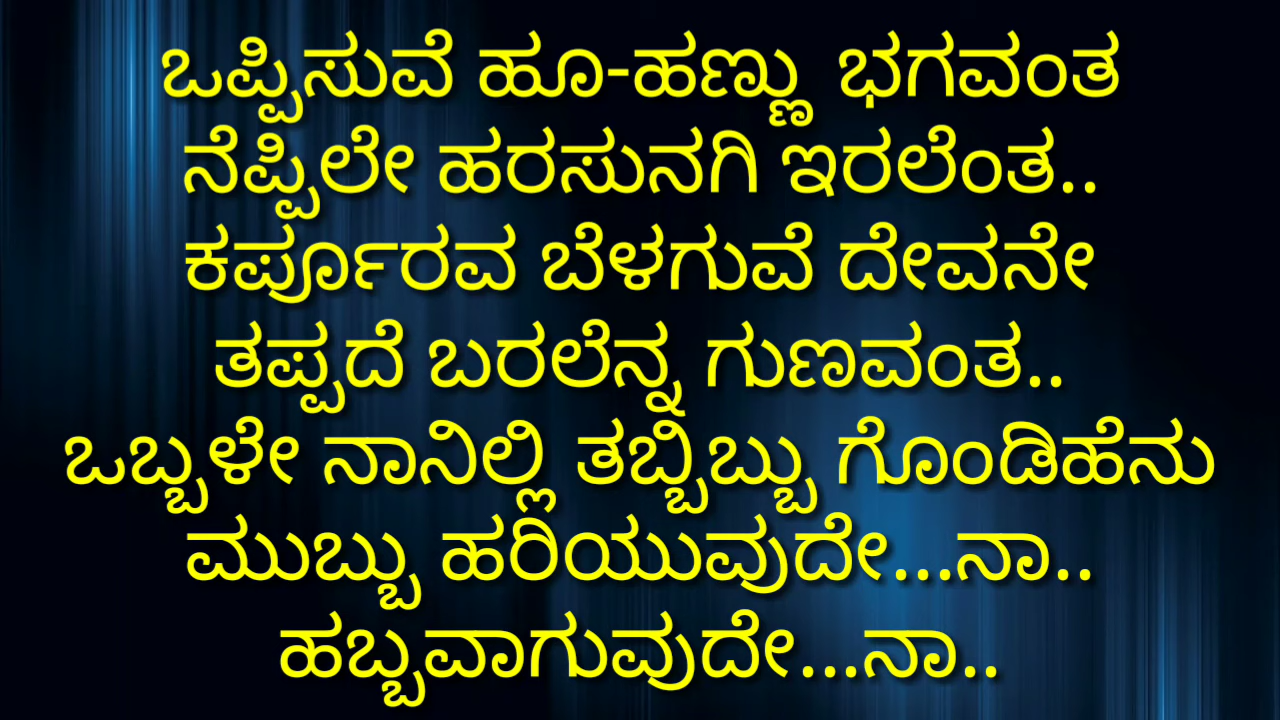 ಒಪ್ಪಿಸುವೆ ಹೂ-ಹಣ್ಣು ಭಗವಂತ
ನೆಪ್ಪಿಲೇ ಹರಸುನಗಿ ಇರಲೆಂತ..
ಕರ್ಪೂರವ ಬೆಳಗುವೆ ದೇವನೇ
ತಪ್ಪದೆ ಬರಲೆನ್ನ ಗುಣವಂತ..
ಒಬ್ಬಳೇ ನಾನಿಲ್ಲಿ ತಬ್ಬಿಬ್ಬು ಗೊಂಡಿಹೆನು
ಮುಬ್ಬು ಹರಿಯುವುದೇ...ನಾ..
ಹಬ್ಬವಾಗುವುದೇ...ನಾ..